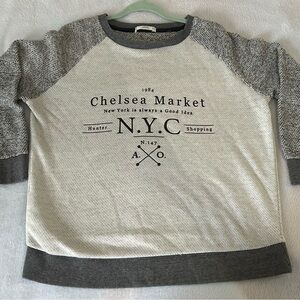 1984
Chelsea Market
New York is always a Good Idea
Hunter N.Y.C Shopping
N.147
A. O.